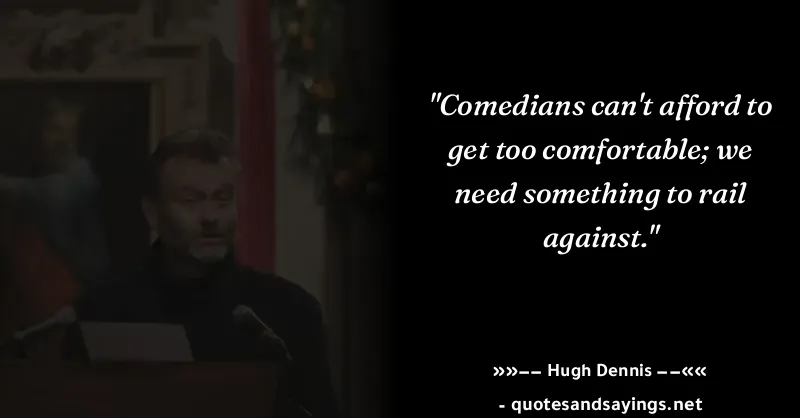 "Comedians can't afford to
get too comfortable; we
need something to rail
against."
»»−− Hugh Dennis −−««
- quotesandsayings.net